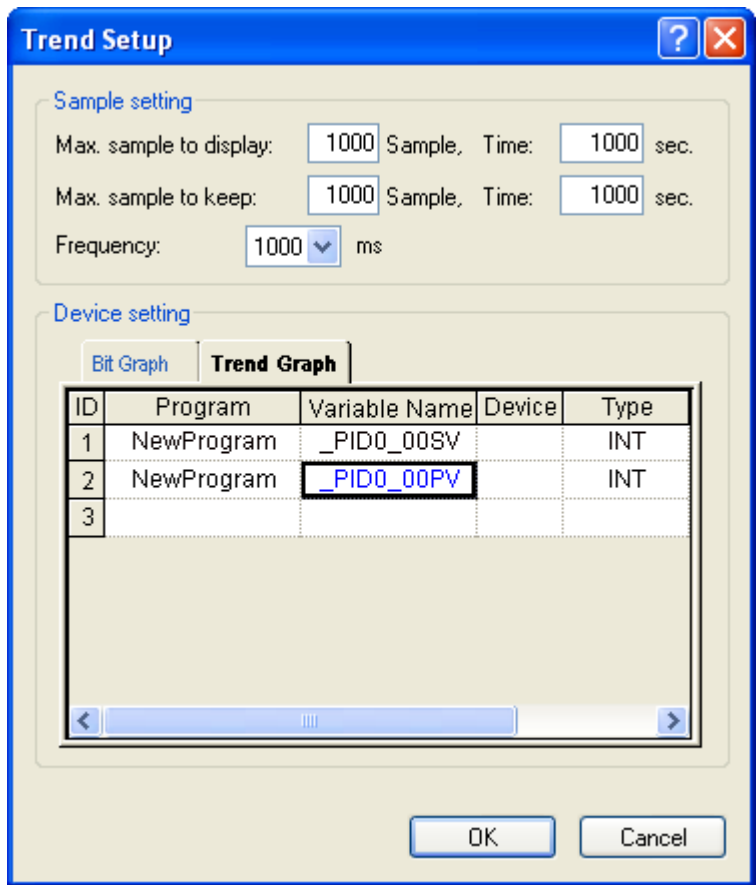 Trend Setup
Sample setting
Max. sample to display: 1000 Sample, Time: 1000 sec.
Max. sample to keep: 1000 Sample, Time: 1000 sec.
Frequency: 1000 ms
Device setting
Bit Graph Trend Graph
ID Program Variable Name Device Type
1 NewProgram _PID0_00SV INT
2 NewProgram _PID0_00PV INT
3
OK Cancel